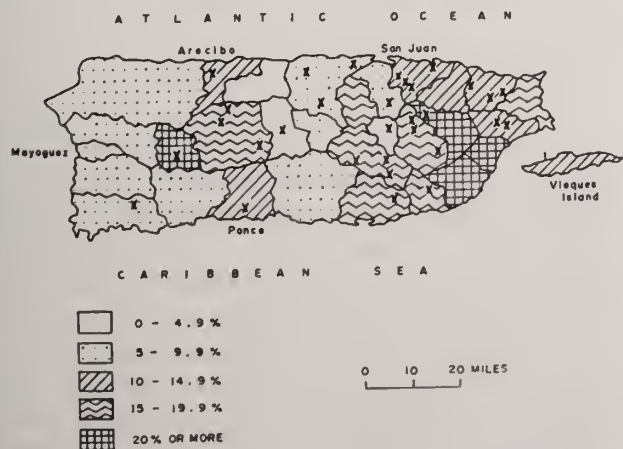 ATLANTIC OCEAN
Arecibo
San Juan
Mayaguez
Vieques
Island
Ponce
CARIBBEAN SEA
0 - 4.9%
5 - 9.9%
10 - 14.9%
15 - 19.9%
20% OR MORE
0 10 20 MILES